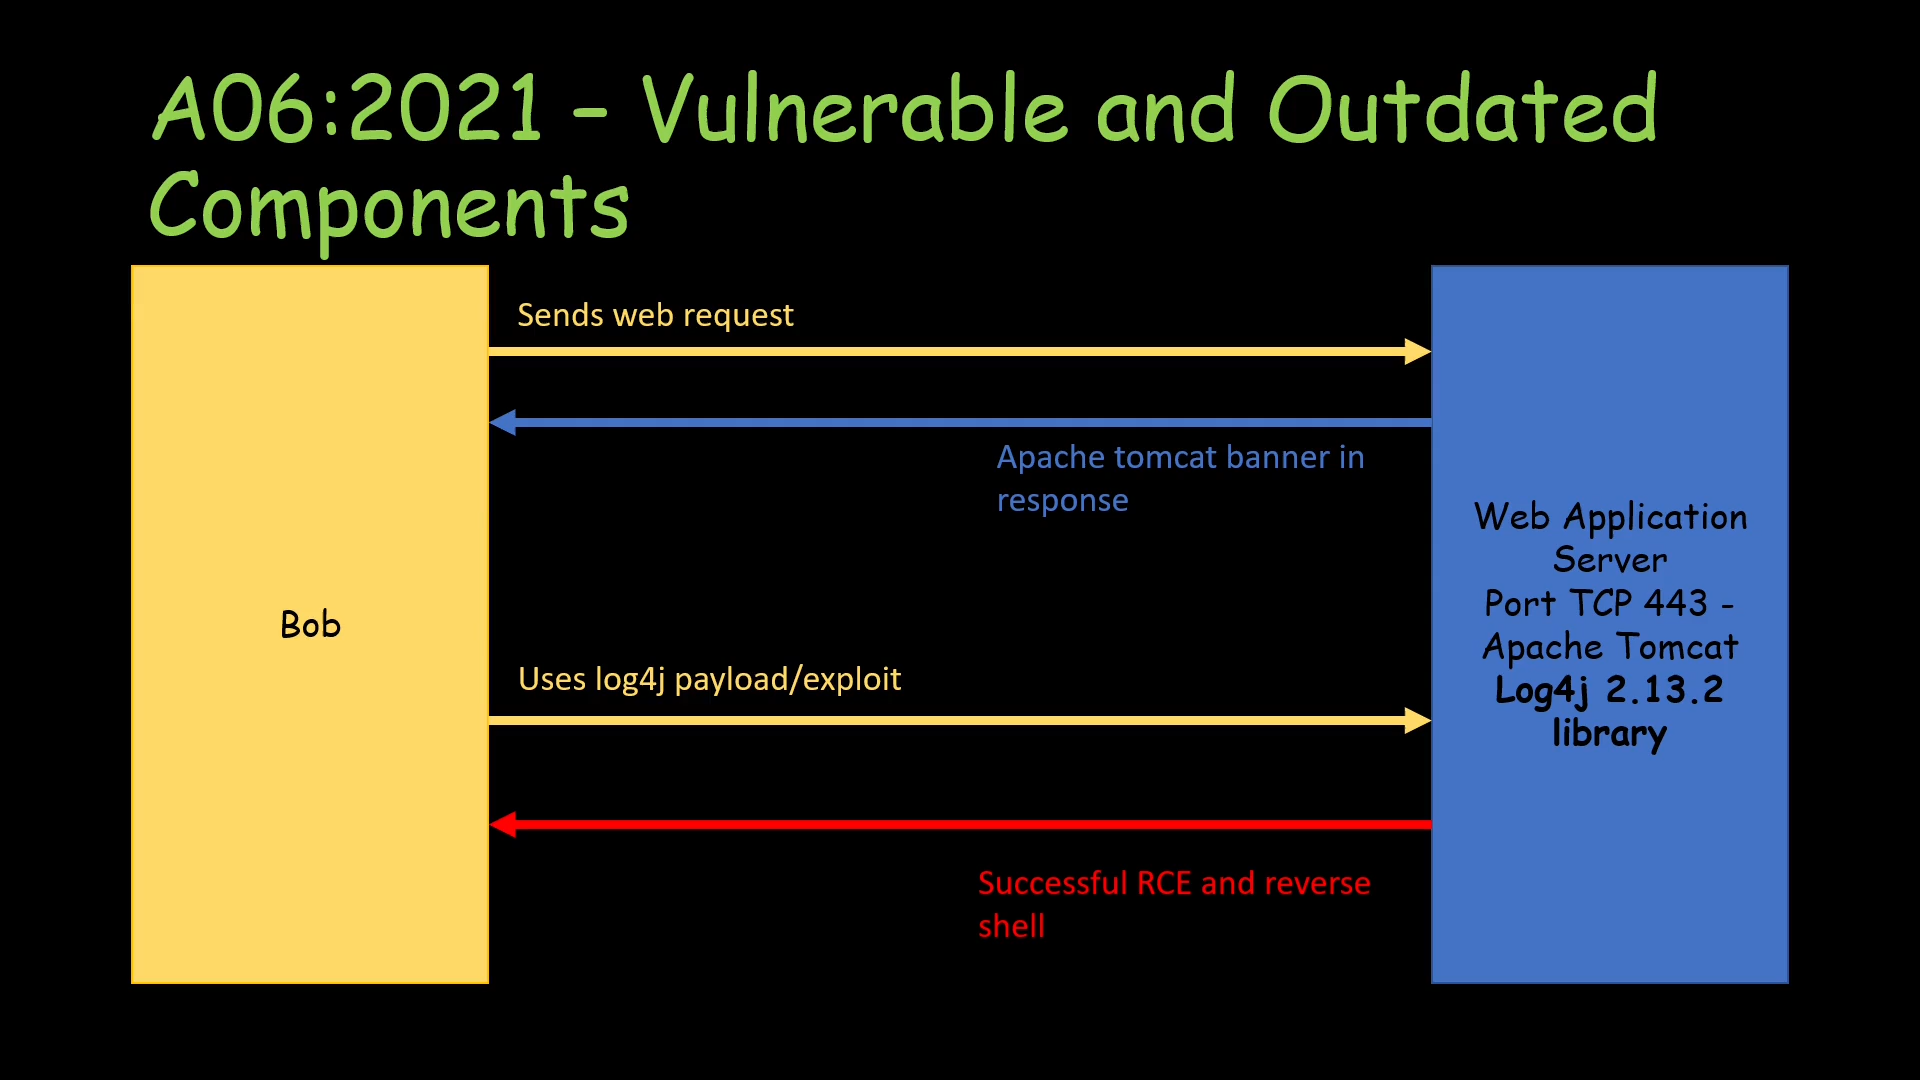 A06:2021 – Vulnerable and Outdated
Components
Sends web request
Apache tomcat banner in
response
Bob
Web Application
Server
Port TCP 443 -
Apache Tomcat
Log4j 2.13.2
library
Uses log4j payload/exploit
Successful RCE and reverse
shell